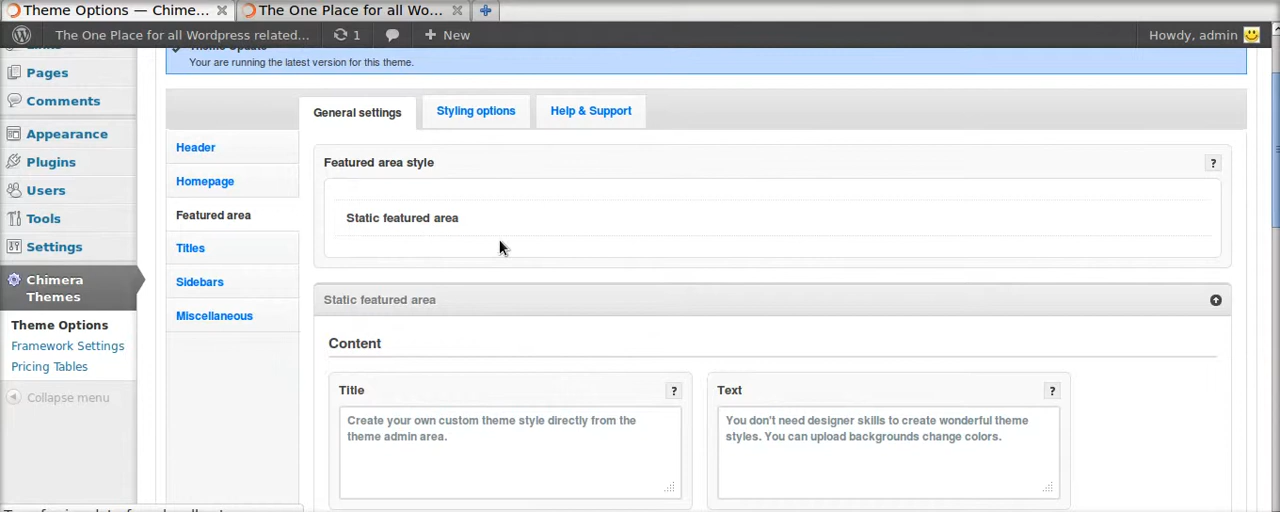 Theme Options — Chime...
The One Place for all Wo...
The One Place for all Wordpress related...
1
New
Howdy, admin
Links
Theme Update
Your are running the latest version for this theme.
Pages
Comments
Appearance
Plugins
Users
Tools
Settings
Chimera
Themes
Theme Options
Framework Settings
Pricing Tables
Collapse menu
General settings
Styling options
Help & Support
Header
Homepage
Featured area
Titles
Sidebars
Miscellaneous
Featured area style
?
Static featured area
Static featured area
Content
Title
?
Create your own custom theme style directly from the
theme admin area.
Text
?
You don't need designer skills to create wonderful theme
styles. You can upload backgrounds change colors.